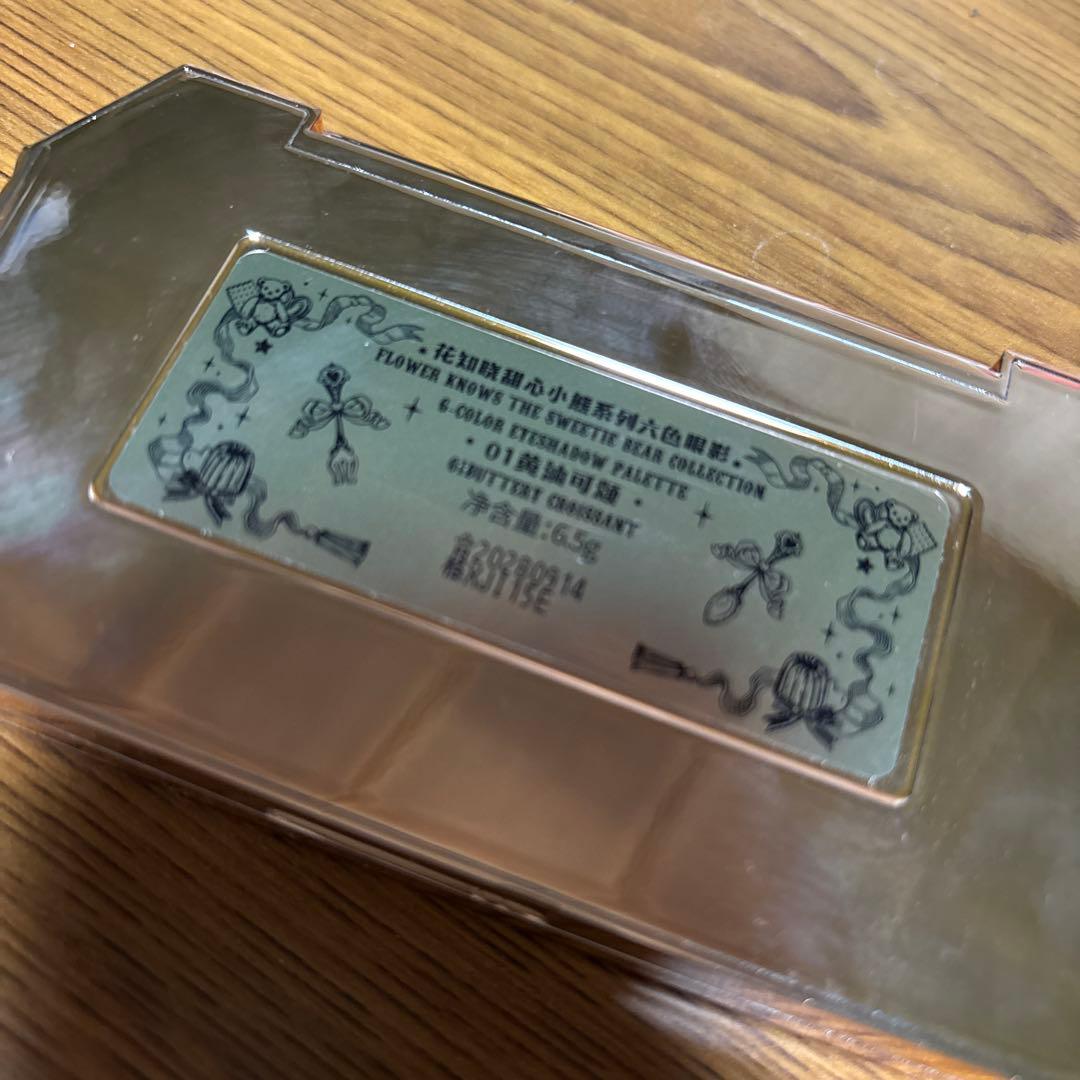 • 花知晓甜心小熊系列六色眼影 •
FLOWER KNOWS THE SWEETIE BEAR COLLECTION
6-COLOR EYESHADOW PALETTE
• 01黄油可颂 •
01BUTTERY CROISSANT
净含量:6.5g